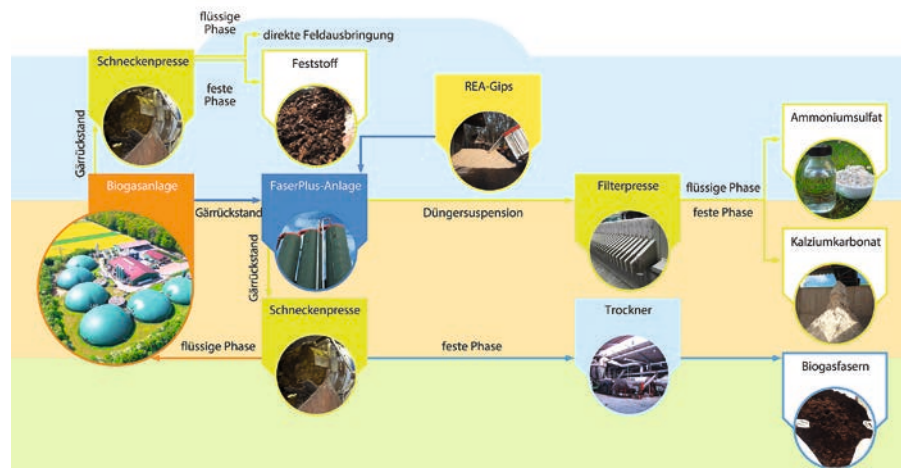 flüssige
Phase
direkte Feldausbringung
Schneckenpresse
Feststoff
feste
Phase
REA-Gips
Ammoniumsulfat
Gärrückstand
Biogasanlage
FaserPlus-Anlage
Filterpresse
flüssige Phase
Gärrückstand
Düngersuspension
feste Phase
Kalziumkarbonat
Gärrückstand
Schneckenpresse
Trockner
flüssige Phase
feste Phase
Biogasfasern